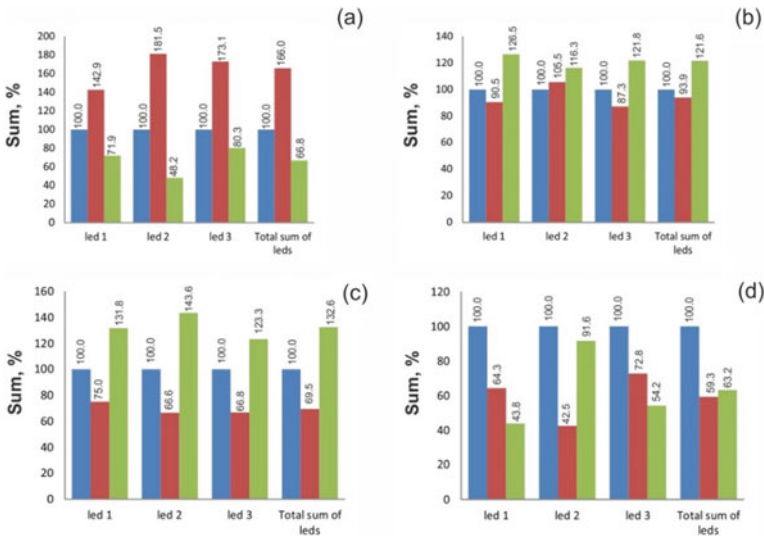 (a)
Sum, %
200
180
160
140
120
100
80
60
40
20
0
100.0 142.9 71.9
100.0 181.5 48.2
100.0 173.1 80.3
100.0 166.0 66.8
led 1 led 2 led 3 Total sum of
leds
(b)
Sum, %
140
120
100
80
60
40
20
0
100.0 90.5 126.5
100.0 105.5 116.3
100.0 87.3 121.8
100.0 93.9 121.6
led 1 led 2 led 3 Total sum of
leds
(c)
Sum, %
160
140
120
100
80
60
40
20
0
100.0 75.0 131.8
100.0 66.6 143.6
100.0 66.8 123.3
100.0 69.5 132.6
led 1 led 2 led 3 Total sum of
leds
(d)
Sum, %
120
100
80
60
40
20
0
100.0 64.3 43.8
100.0 42.5 91.6
100.0 72.8 54.2
100.0 59.3 63.2
led 1 led 2 led 3 Total sum of
leds